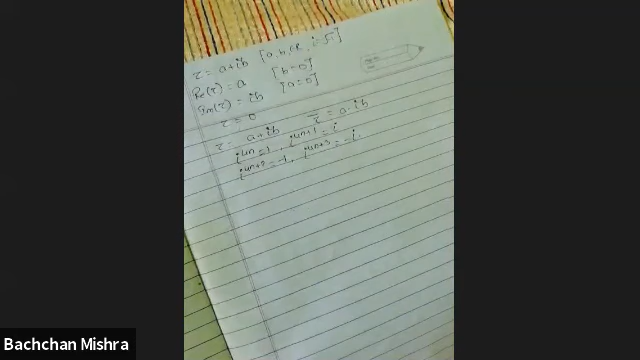 z = a+ib [a, b, ∈R, i=√-1]
Re(z) = a [b=0]
Im(z) = ib [a=0]
z = 0
z = a+ib z̅ = a-ib
i^4n = 1, i^4n+1 = i
i^4n+2 = -1, i^4n+3 = -i.
Bachchan Mishra